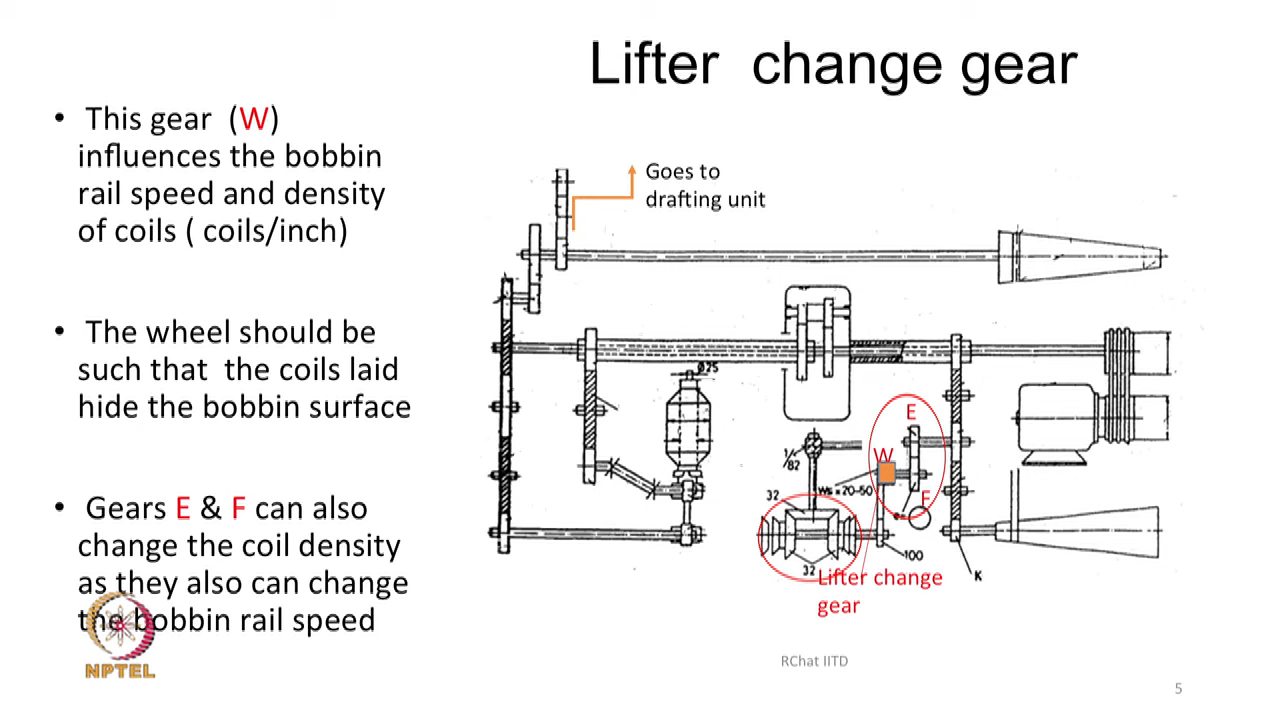 Lifter change gear
• This gear (W)
influences the bobbin
rail speed and density
of coils ( coils/inch)
• The wheel should be
such that the coils laid
hide the bobbin surface
• Gears E & F can also
change the coil density
as they also can change
the bobbin rail speed
NPTEL
Goes to
drafting unit
Ø25
E
W
1/82
Ws=20-50
F
32
100
32
K
Lifter change
gear
RChat IITD
5